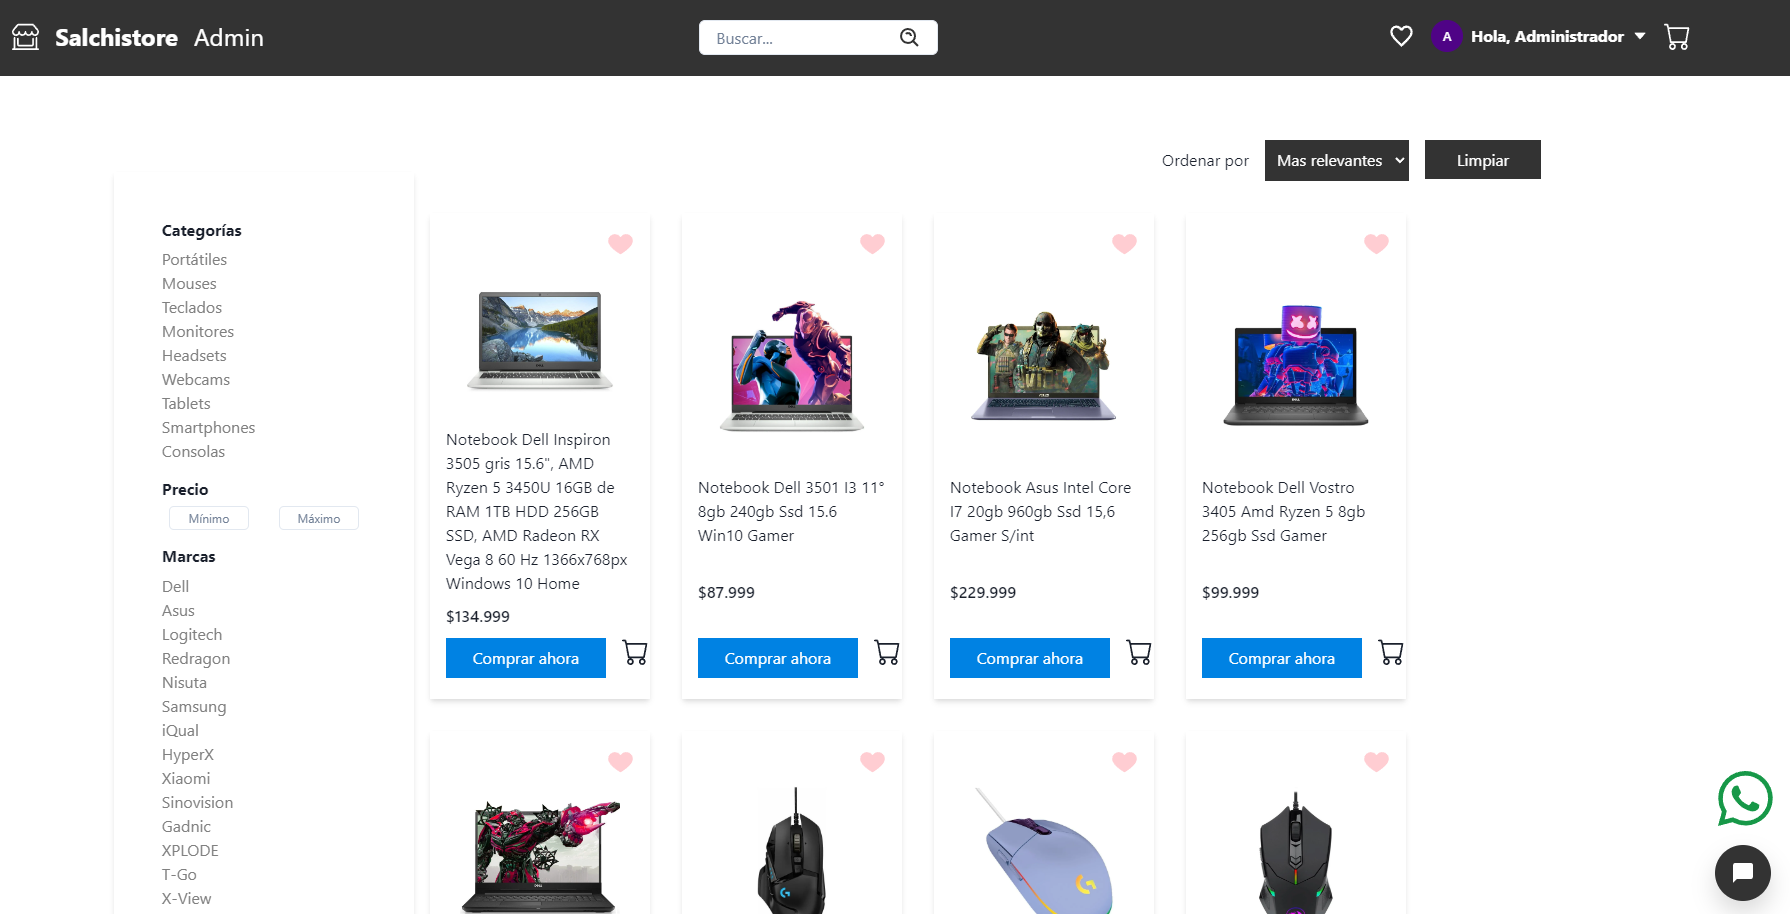 Salchistore Admin
Buscar...
A Hola, Administrador
Ordenar por Mas relevantes Limpiar
Categorías
Portátiles
Mouses
Teclados
Monitores
Headsets
Webcams
Tablets
Smartphones
Consolas
Precio
Mínimo Máximo
Marcas
Dell
Asus
Logitech
Redragon
Nisuta
Samsung
iQual
HyperX
Xiaomi
Sinovision
Gadnic
XPLODE
T-Go
X-View
Notebook Dell Inspiron
3505 gris 15.6", AMD
Ryzen 5 3450U 16GB de
RAM 1TB HDD 256GB
SSD, AMD Radeon RX
Vega 8 60 Hz 1366x768px
Windows 10 Home
$134.999
Comprar ahora
Notebook Dell 3501 I3 11°
8gb 240gb Ssd 15.6
Win10 Gamer
$87.999
Comprar ahora
Notebook Asus Intel Core
I7 20gb 960gb Ssd 15,6
Gamer S/int
$229.999
Comprar ahora
Notebook Dell Vostro
3405 Amd Ryzen 5 8gb
256gb Ssd Gamer
$99.999
Comprar ahora